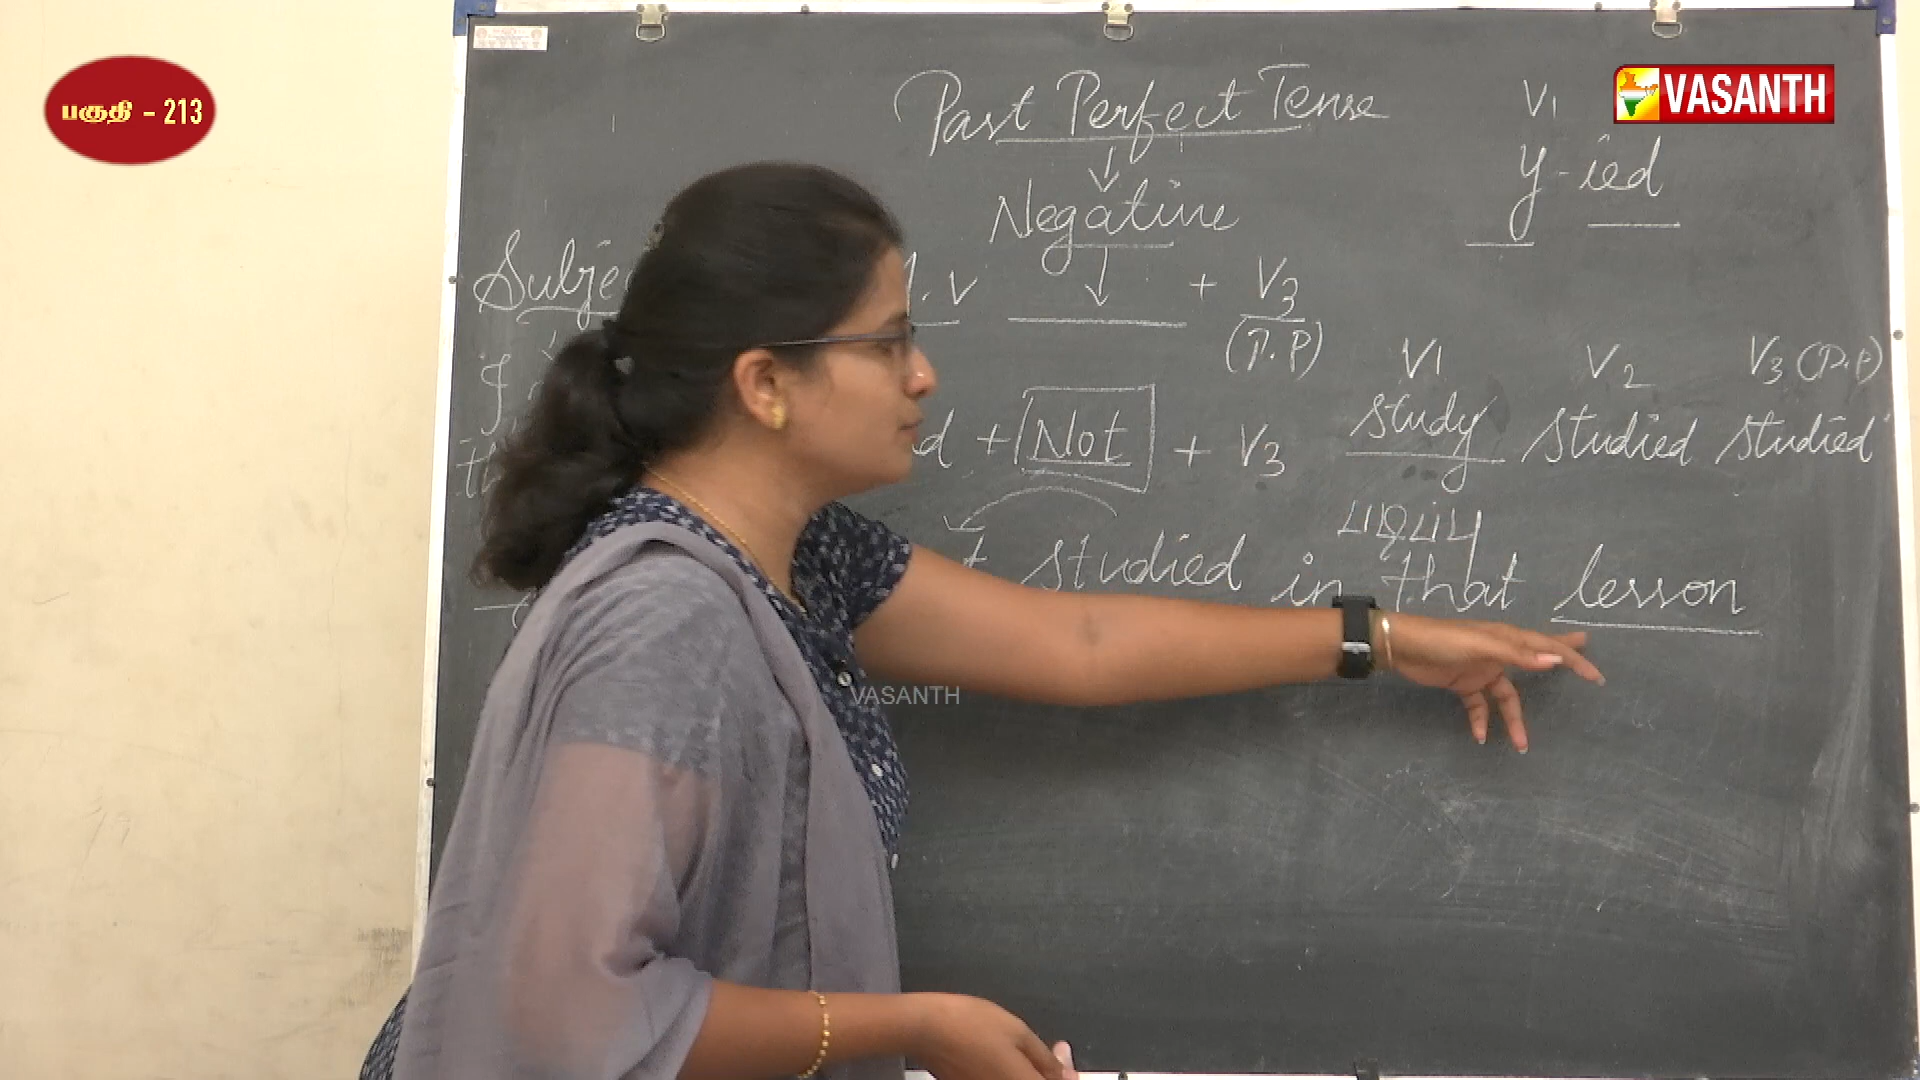 பகுதி - 213
VASANTH
Past Perfect Tense
V1
y - ied
Negative
.V + V3
(P.P)
V1 V2 V3 (P.P)
study studied studied
d + Not + V3
studied in that lesson
VASANTH